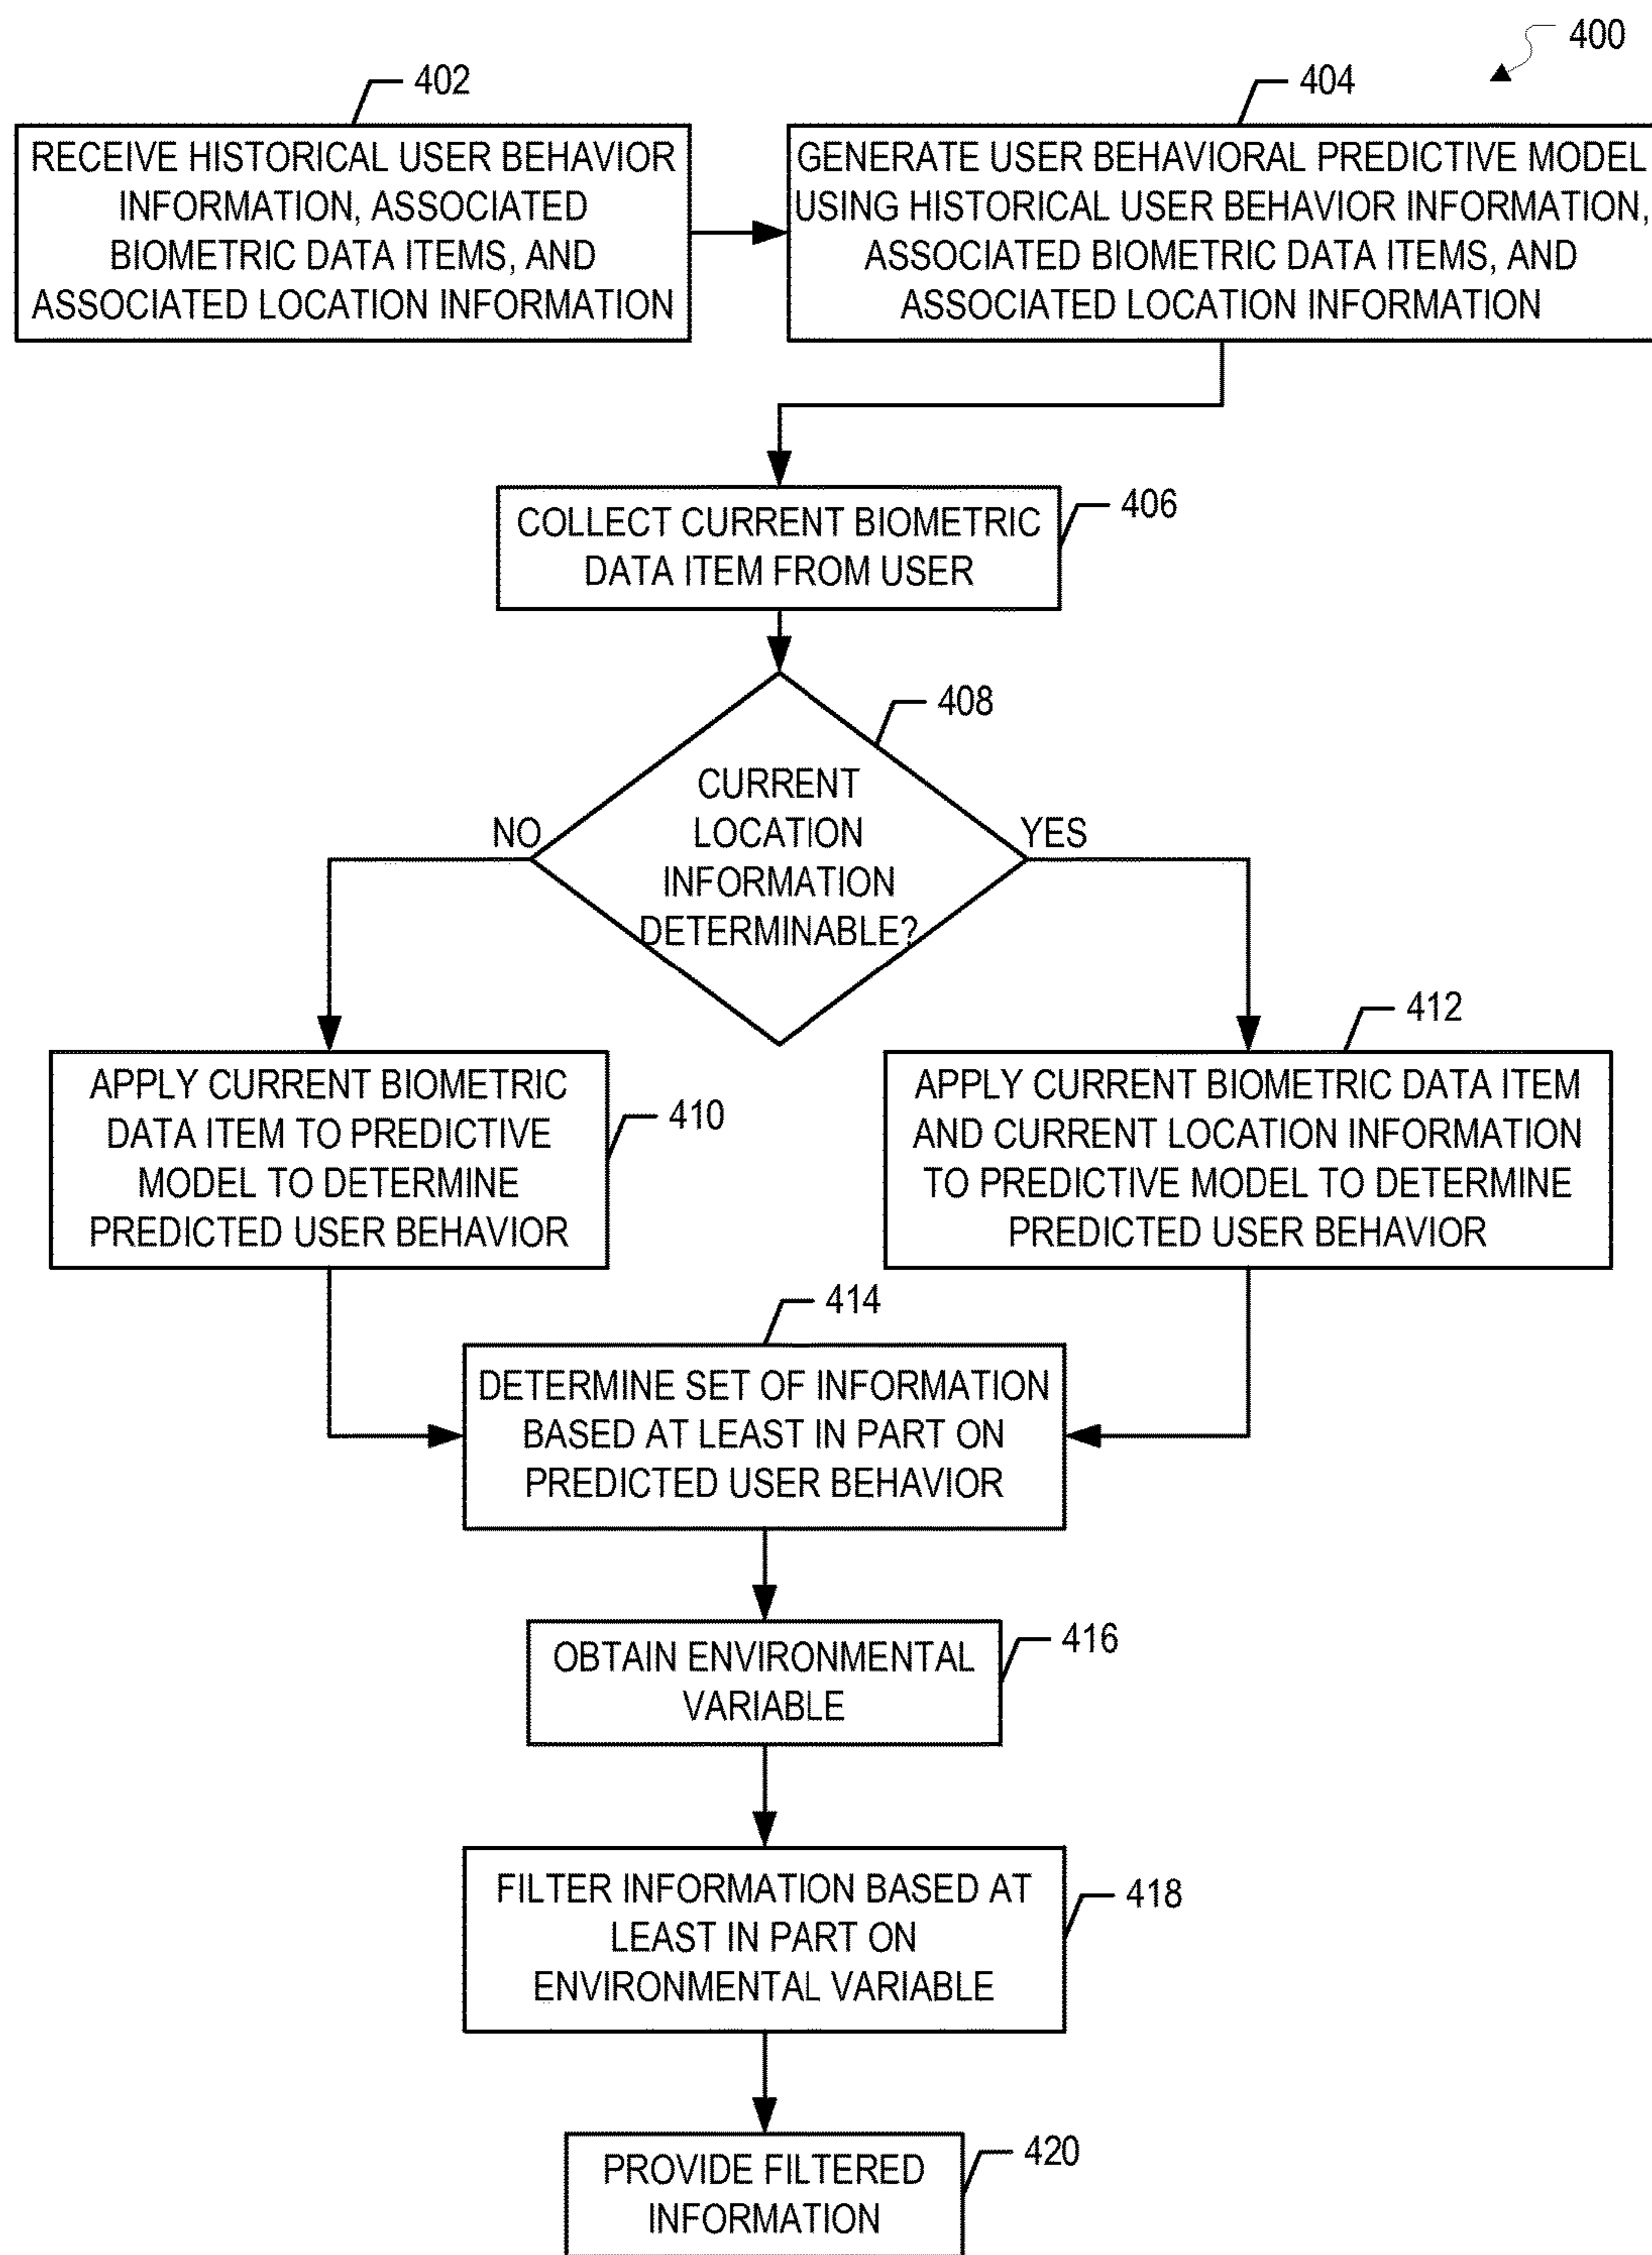 400
402
404
RECEIVE HISTORICAL USER BEHAVIOR
INFORMATION, ASSOCIATED
BIOMETRIC DATA ITEMS, AND
ASSOCIATED LOCATION INFORMATION
GENERATE USER BEHAVIORAL PREDICTIVE MODEL
USING HISTORICAL USER BEHAVIOR INFORMATION,
ASSOCIATED BIOMETRIC DATA ITEMS, AND
ASSOCIATED LOCATION INFORMATION
406
COLLECT CURRENT BIOMETRIC
DATA ITEM FROM USER
408
CURRENT
LOCATION
INFORMATION
DETERMINABLE?
NO
YES
410
APPLY CURRENT BIOMETRIC
DATA ITEM TO PREDICTIVE
MODEL TO DETERMINE
PREDICTED USER BEHAVIOR
412
APPLY CURRENT BIOMETRIC DATA ITEM
AND CURRENT LOCATION INFORMATION
TO PREDICTIVE MODEL TO DETERMINE
PREDICTED USER BEHAVIOR
414
DETERMINE SET OF INFORMATION
BASED AT LEAST IN PART ON
PREDICTED USER BEHAVIOR
416
OBTAIN ENVIRONMENTAL
VARIABLE
418
FILTER INFORMATION BASED AT
LEAST IN PART ON
ENVIRONMENTAL VARIABLE
420
PROVIDE FILTERED
INFORMATION